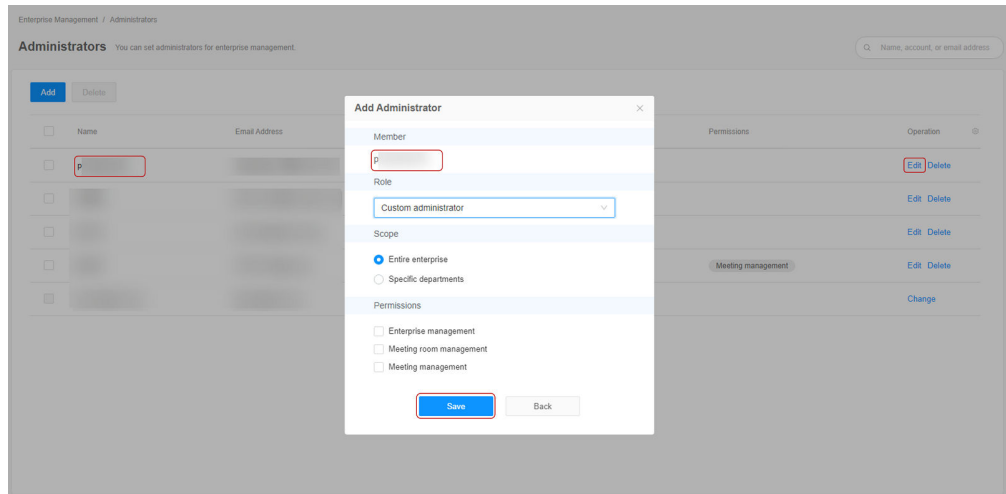 Enterprise Management / Administrators
Administrators You can set administrators for enterprise management.
Name, account, or email address
Add Delete
Name Email Address Permissions Operation
p Edit Delete
Edit Delete
Edit Delete
Meeting management Edit Delete
Change
Add Administrator
Member
p
Role
Custom administrator
Scope
Entire enterprise
Specific departments
Permissions
Enterprise management
Meeting room management
Meeting management
Save Back